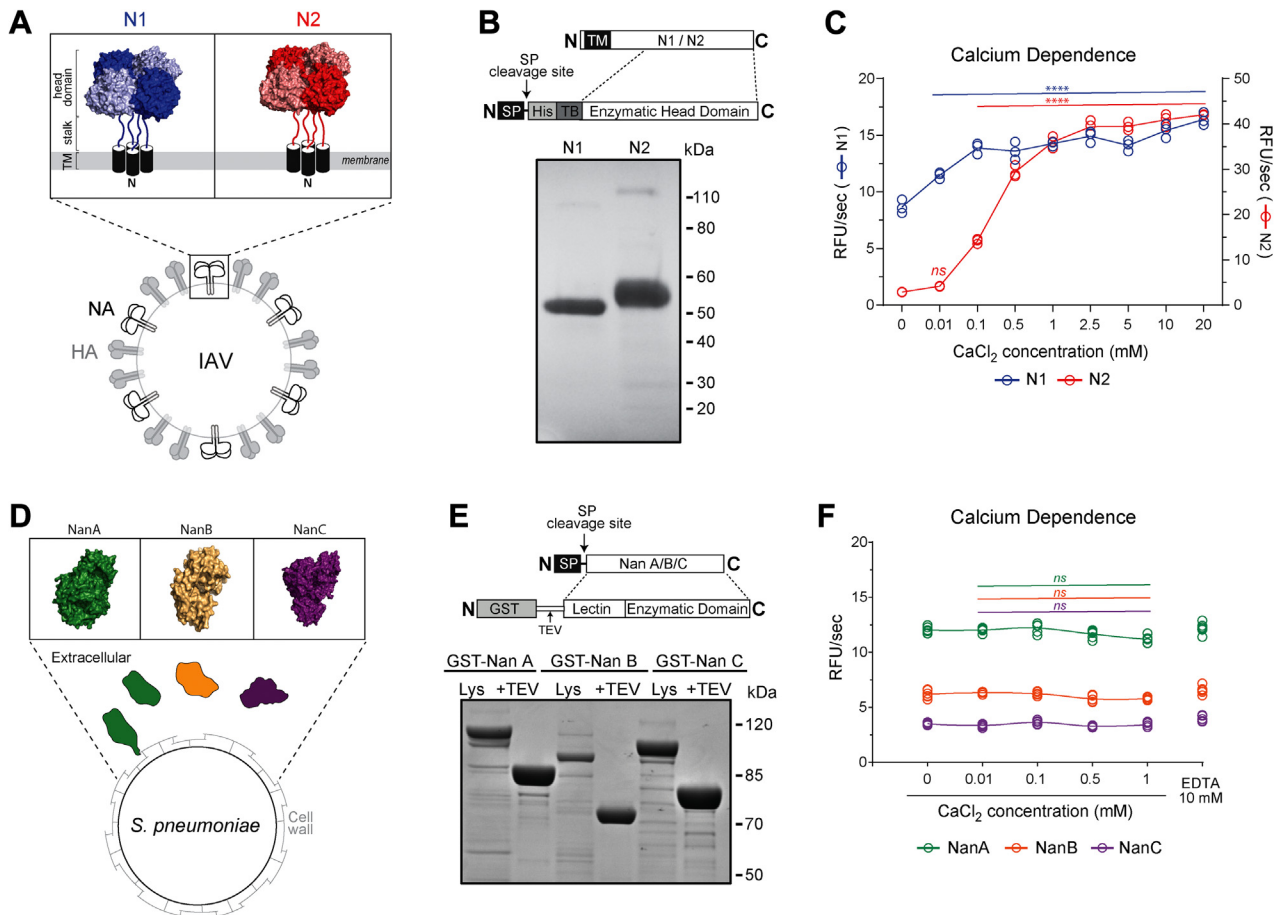 A
N1
N2
head
domain
stalk
TM
membrane
N
N
NA
HA
IAV
B
N
TM
N1 / N2
C
SP
cleavage site
N
SP
His
TB
Enzymatic Head Domain
C
N1
N2
kDa
110
80
60
50
40
30
20
C
Calcium Dependence
****
****
ns
RFU/sec ( N1)
RFU/sec ( N2)
20
15
10
5
0
50
40
30
20
10
0
0 0.01 0.1 0.5 1 2.5 5 10 20
CaCl2 concentration (mM)
N1 N2
D
NanA
NanB
NanC
Extracellular
S. pneumoniae
Cell
wall
E
SP
cleavage site
N
SP
Nan A/B/C
C
N
GST
Lectin
Enzymatic Domain
C
TEV
GST-Nan A GST-Nan B GST-Nan C
Lys +TEV Lys +TEV Lys +TEV
kDa
120
85
70
50
F
Calcium Dependence
ns
ns
ns
RFU/sec
20
15
10
5
0
0 0.01 0.1 0.5 1
EDTA
10 mM
CaCl2 concentration (mM)
NanA NanB NanC